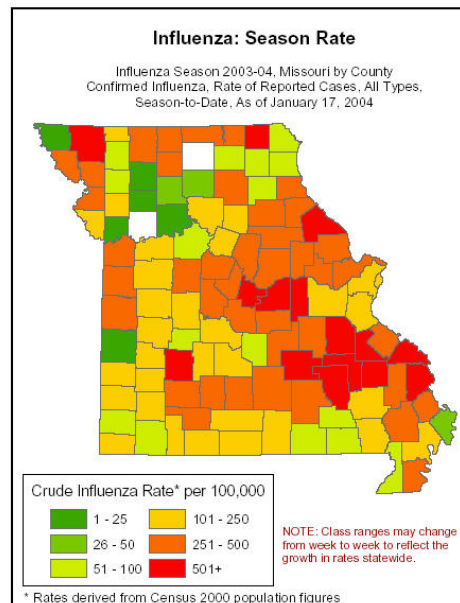 Influenza: Season Rate
Influenza Season 2003-04, Missouri by County
Confirmed Influenza, Rate of Reported Cases, All Types,
Season-to-Date, As of January 17, 2004
Crude Influenza Rate* per 100,000
1 - 25
101 - 250
26 - 50
251 - 500
51 - 100
501+
NOTE: Class ranges may change
from week to week to reflect the
growth in rates statewide.
* Rates derived from Census 2000 population figures